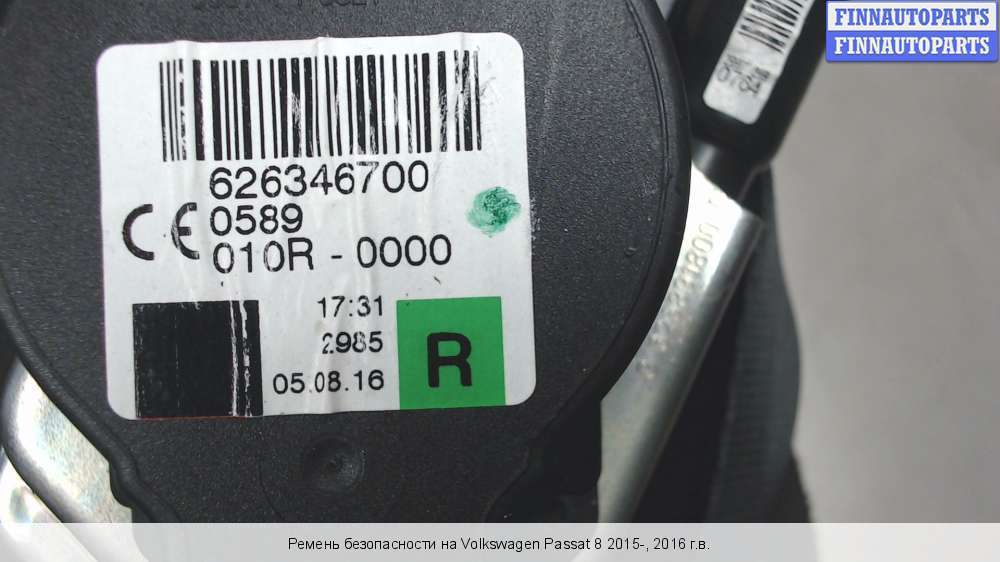 FINNAUTOPARTS
FINNAUTOPARTS
626346700
CE 0589
010R - 0000
17:31
2985
05.08.16
R
Ремень безопасности на Volkswagen Passat 8 2015-, 2016 г.в.